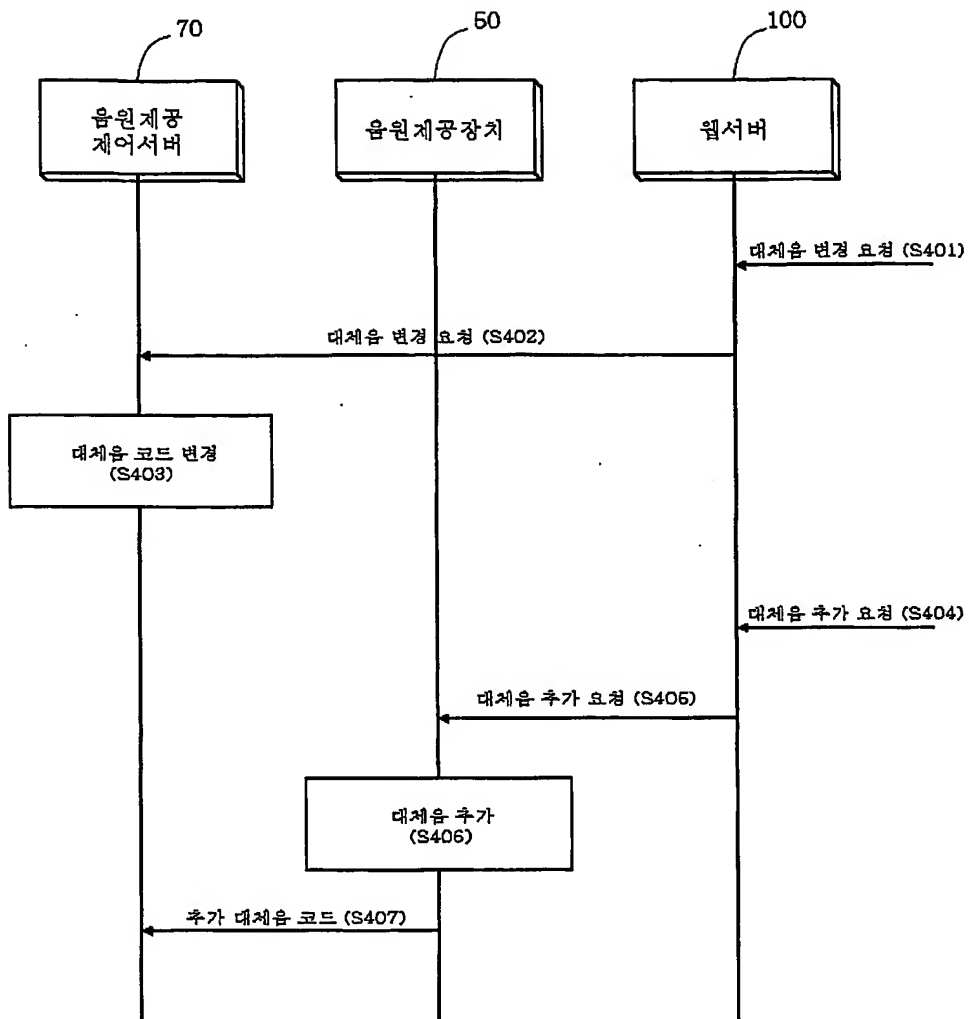 70
50
100
음원제공
제어서버
음원제공장치
웹서버
대체음 변경 요청 (S401)
대체음 변경 요청 (S402)
대체음 코드 변경
(S403)
대체음 추가 요청 (S404)
대체음 추가 요청 (S405)
대체음 추가
(S406)
추가 대체음 코드 (S407)